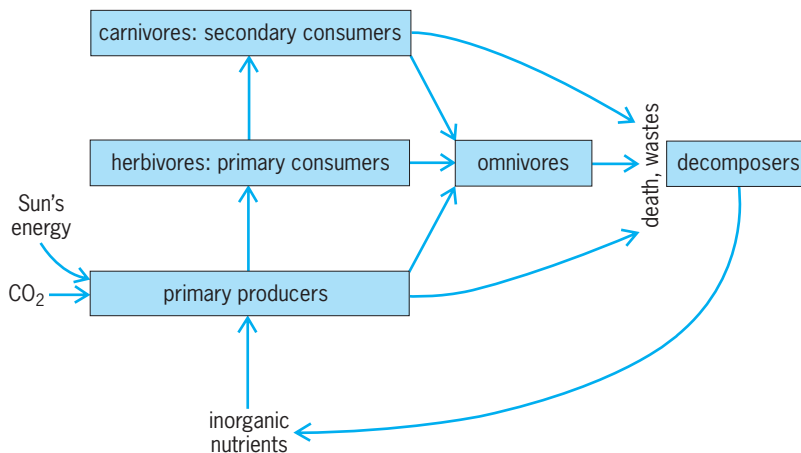 carnivores: secondary consumers
herbivores: primary consumers
omnivores
death, wastes
decomposers
Sun's
energy
CO₂
primary producers
inorganic
nutrients